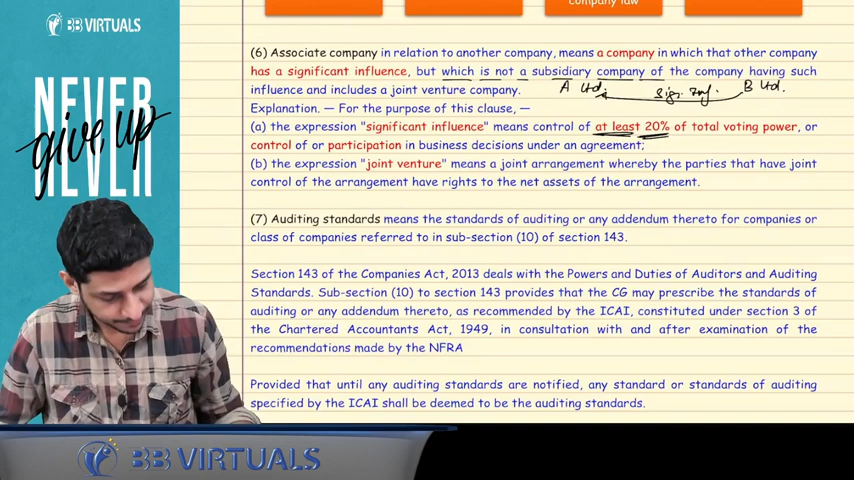 BB VIRTUALS
NEVER
give up
NEVER
company law
(6) Associate company in relation to another company, means a company in which that other company
has a significant influence, but which is not a subsidiary company of the company having such
influence and includes a joint venture company.
A Ltd. Sig. Inf. B Ltd.
Explanation. — For the purpose of this clause, —
(a) the expression "significant influence" means control of at least 20% of total voting power, or
control of or participation in business decisions under an agreement;
(b) the expression "joint venture" means a joint arrangement whereby the parties that have joint
control of the arrangement have rights to the net assets of the arrangement.
(7) Auditing standards means the standards of auditing or any addendum thereto for companies or
class of companies referred to in sub-section (10) of section 143.
Section 143 of the Companies Act, 2013 deals with the Powers and Duties of Auditors and Auditing
Standards. Sub-section (10) to section 143 provides that the CG may prescribe the standards of
auditing or any addendum thereto, as recommended by the ICAI, constituted under section 3 of
the Chartered Accountants Act, 1949, in consultation with and after examination of the
recommendations made by the NFRA
Provided that until any auditing standards are notified, any standard or standards of auditing
specified by the ICAI shall be deemed to be the auditing standards.
BB VIRTUALS